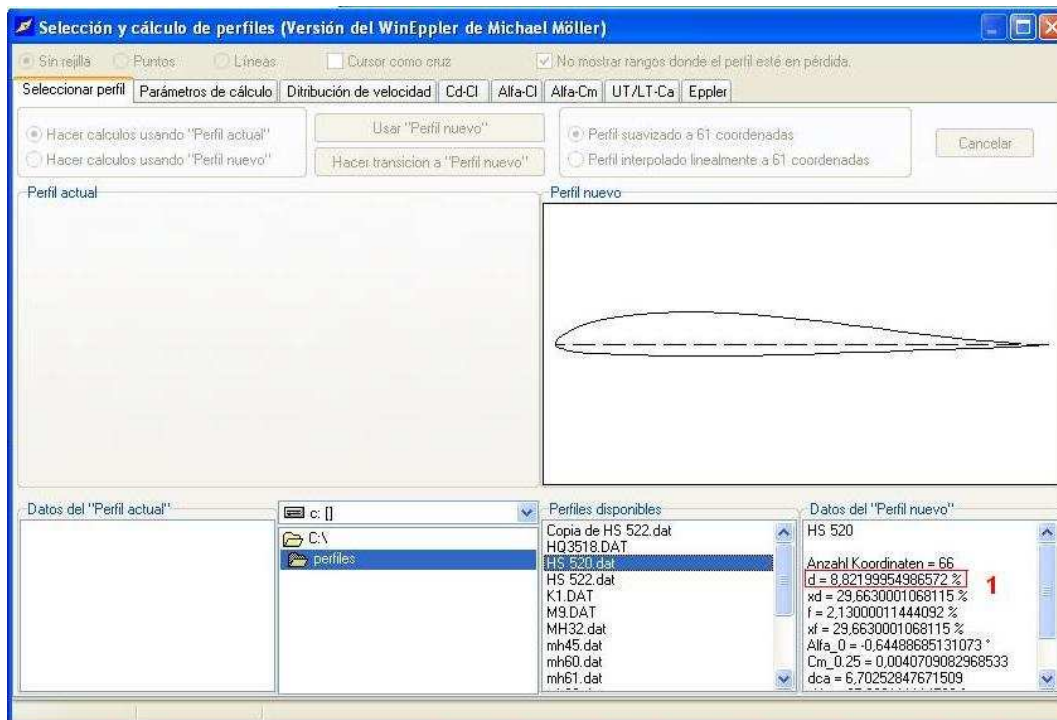 Selección y cálculo de perfiles (Versión del WinEppler de Michael Möller)
Sin rejilla Puntos Líneas Cursor como cruz No mostrar rangos donde el perfil esté en pérdida.
Seleccionar perfil Parámetros de cálculo Ditribución de velocidad Cd-Cl Alfa-Cl Alfa-Cm UT/LT-Ca Eppler
Hacer calculos usando "Perfil actual"
Hacer calculos usando "Perfil nuevo"
Usar "Perfil nuevo"
Hacer transicion a "Perfil nuevo"
Perfil suavizado a 61 coordenadas
Perfil interpolado linealmente a 61 coordenadas
Cancelar
Perfil actual
Perfil nuevo
Datos del "Perfil actual"
c: []
C:\
perfiles
Perfiles disponibles
Copia de HS 522.dat
HQ3518.DAT
HS 520.dat
HS 522.dat
K1.DAT
M9.DAT
MH32.dat
mh45.dat
mh60.dat
mh61.dat
Datos del "Perfil nuevo"
HS 520
Anzahl Koordinaten = 66
d = 8,82199954986572 %
1
xd = 29,6630001068115 %
f = 2,13000011444092 %
xf = 29,6630001068115 %
Alfa_0 = -0,64488685131073 °
Cm_0.25 = 0,0040709082968533
dca = 6,70252847671509